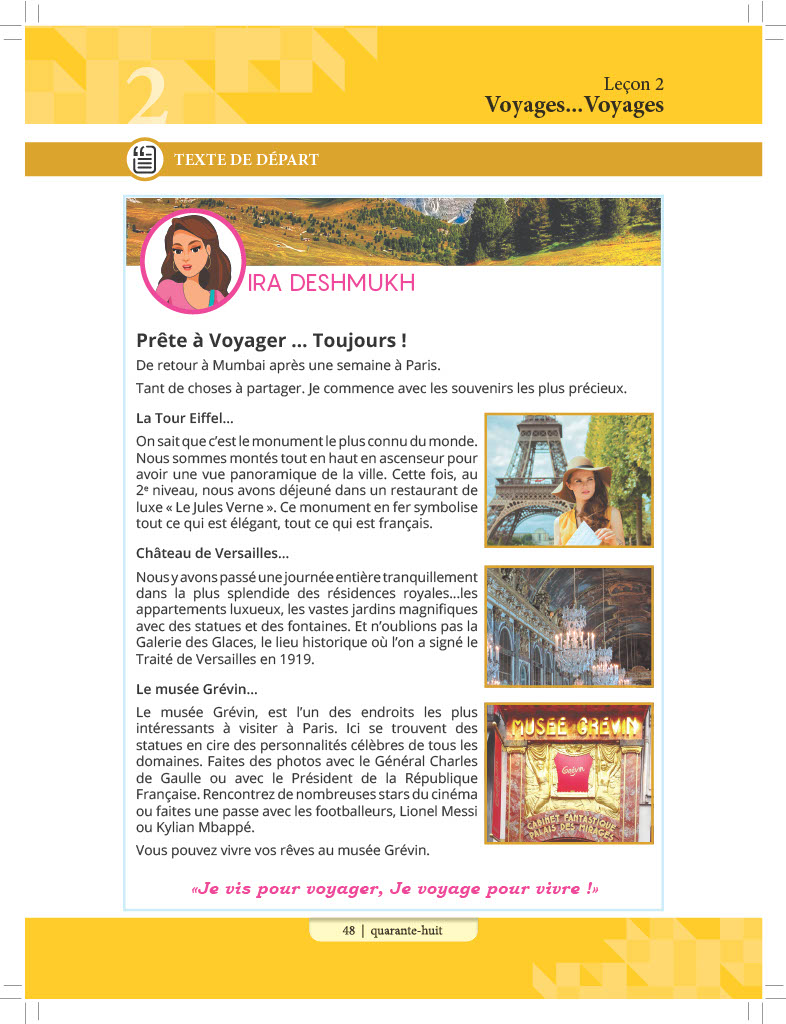 2
Leçon 2
Voyages...Voyages
TEXTE DE DÉPART
IRA DESHMUKH
Prête à Voyager ... Toujours !
De retour à Mumbai après une semaine à Paris.
Tant de choses à partager. Je commence avec les souvenirs les plus précieux.
La Tour Eiffel...
On sait que c'est le monument le plus connu du monde.
Nous sommes montés tout en haut en ascenseur pour
avoir une vue panoramique de la ville. Cette fois, au
2e niveau, nous avons déjeuné dans un restaurant de
luxe « Le Jules Verne ». Ce monument en fer symbolise
tout ce qui est élégant, tout ce qui est français.
Château de Versailles...
Nous y avons passé une journée entière tranquillement
dans la plus splendide des résidences royales...les
appartements luxueux, les vastes jardins magnifiques
avec des statues et des fontaines. Et n'oublions pas la
Galerie des Glaces, le lieu historique où l'on a signé le
Traité de Versailles en 1919.
Le musée Grévin...
Le musée Grévin, est l'un des endroits les plus
intéressants à visiter à Paris. Ici se trouvent des
statues en cire des personnalités célèbres de tous les
domaines. Faites des photos avec le Général Charles
de Gaulle ou avec le Président de la République
Française. Rencontrez de nombreuses stars du cinéma
ou faites une passe avec les footballeurs, Lionel Messi
ou Kylian Mbappé.
Vous pouvez vivre vos rêves au musée Grévin.
MUSÉE GRÉVIN
Grévin
CABINET FANTASTIQUE
PALAIS DES MIRAGES
«Je vis pour voyager, Je voyage pour vivre !»
48 | quarante-huit